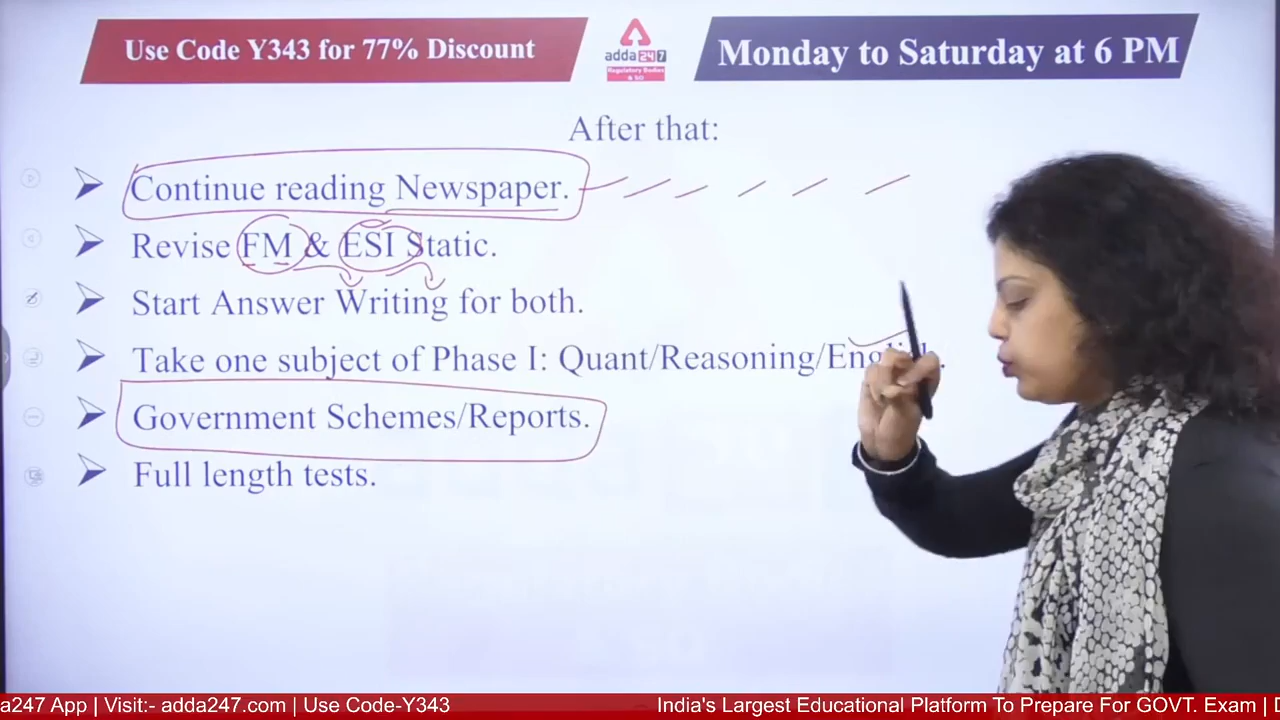 Use Code Y343 for 77% Discount
adda247
Regulatory Bodies
& SO
Monday to Saturday at 6 PM
After that:
Continue reading Newspaper.
Revise FM & ESI Static.
Start Answer Writing for both.
Take one subject of Phase I: Quant/Reasoning/English.
Government Schemes/Reports.
Full length tests.
a247 App | Visit:- adda247.com | Use Code-Y343
India's Largest Educational Platform To Prepare For GOVT. Exam |